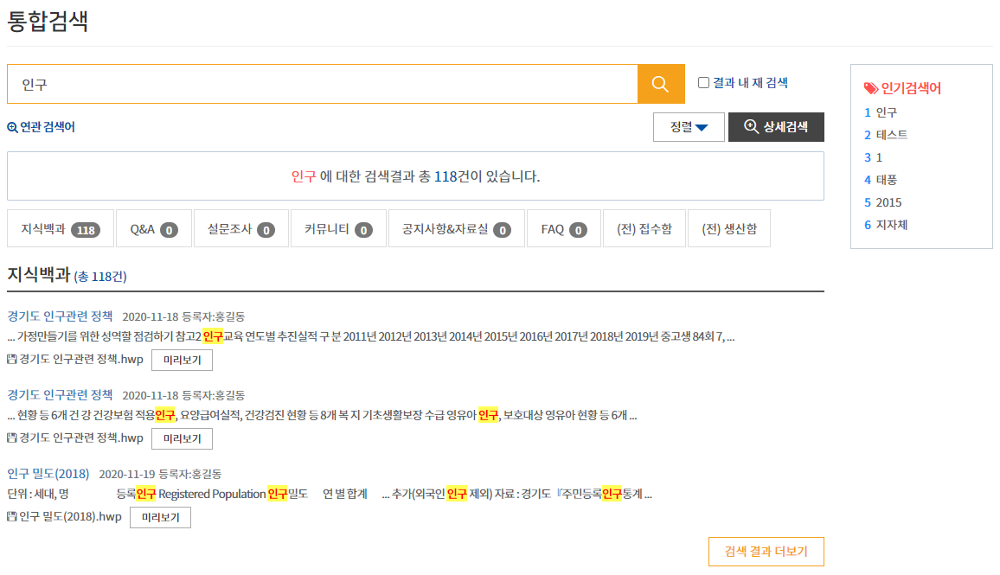 통합검색
인구
결과 내 재 검색
연관 검색어
정렬
상세검색
인구 에 대한 검색결과 총 118건이 있습니다.
지식백과 118 Q&A 0 설문조사 0 커뮤니티 0 공지사항&자료실 0 FAQ 0 (전) 접수함 (전) 생산함
지식백과 (총 118건)
경기도 인구관련 정책 2020-11-18 등록자:홍길동
... 가정만들기를 위한 성역할 점검하기 참고2 인구교육 연도별 추진실적 구 분 2011년 2012년 2013년 2014년 2015년 2016년 2017년 2018년 2019년 중고생 84회 7, ...
경기도 인구관련 정책.hwp 미리보기
경기도 인구관련 정책 2020-11-18 등록자:홍길동
... 현황 등 6개 건 강 건강보험 적용인구, 요양급여실적, 건강검진 현황 등 8개 복 지 기초생활보장 수급 영유아 인구, 보호대상 영유아 현황 등 6개 ...
경기도 인구관련 정책.hwp 미리보기
인구 밀도(2018) 2020-11-19 등록자:홍길동
단위 : 세대, 명 등록인구 Registered Population 인구밀도 연 별 합계 ... 추가(외국인 인구 제외) 자료 : 경기도 『주민등록인구통계 ...
인구 밀도(2018).hwp 미리보기
검색 결과 더보기
인기검색어
1 인구
2 테스트
3 1
4 태풍
5 2015
6 지자체